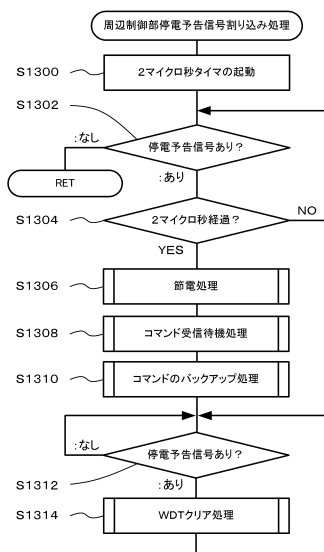 周辺制御部停電予告信号割り込み処理
S1300
2マイクロ秒タイマの起動
S1302
:なし
停電予告信号あり?
RET
:あり
S1304
2マイクロ秒経過?
NO
YES
S1306
節電処理
S1308
コマンド受信待機処理
S1310
コマンドのバックアップ処理
:なし
停電予告信号あり?
S1312
:あり
S1314
WDTクリア処理